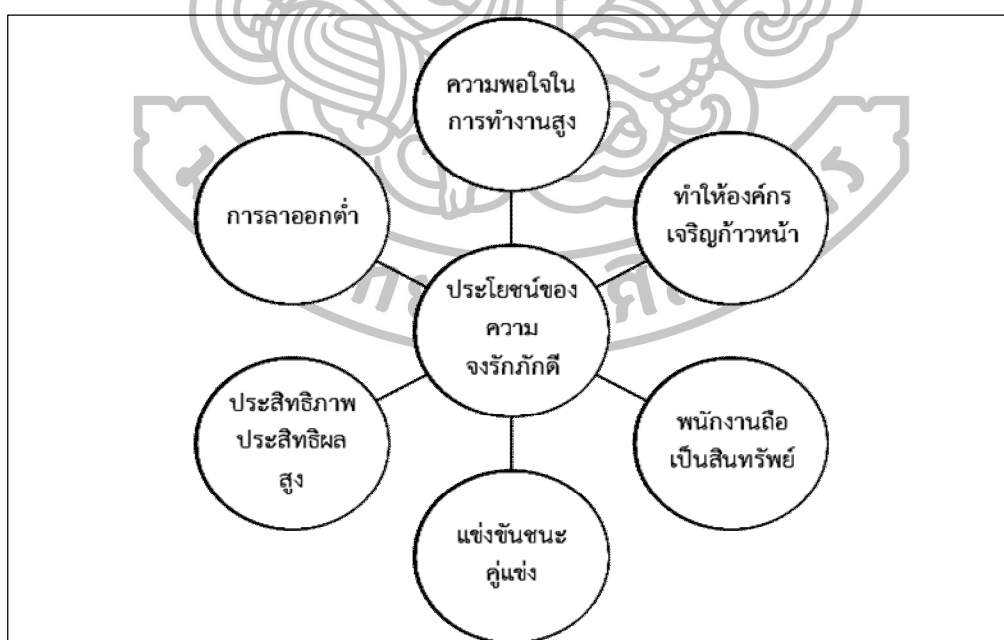 ความพอใจใน
การทำงานสูง
ทำให้องค์กร
เจริญก้าวหน้า
พนักงานถือ
เป็นสินทรัพย์
แข่งขันชนะ
คู่แข่ง
ประสิทธิภาพ
ประสิทธิผล
สูง
การลาออกต่ำ
ประโยชน์ของ
ความ
จงรักภักดี